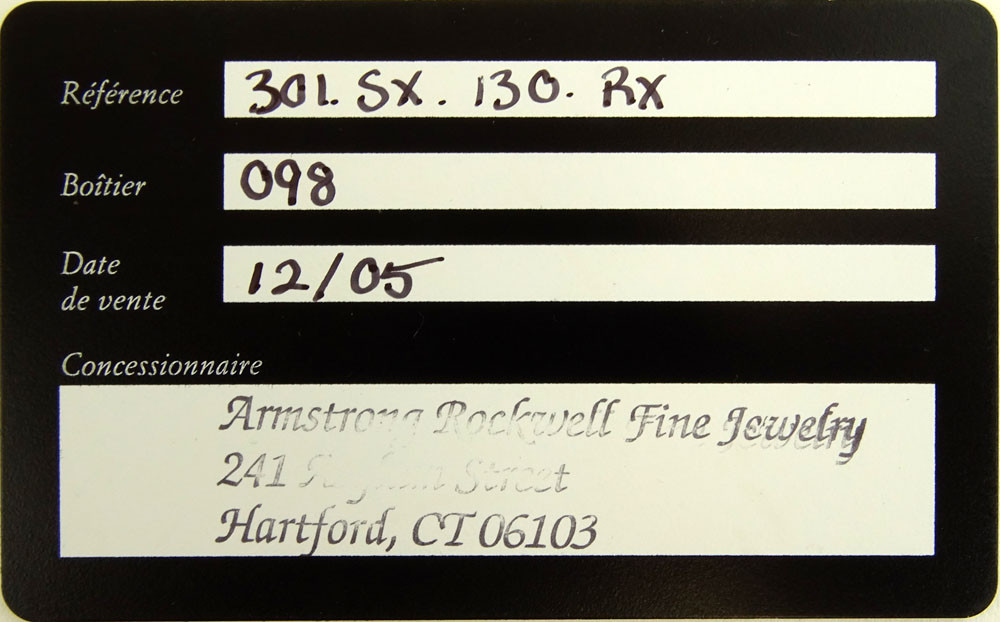 Référence 301. SX. 130. RX
Boîtier 098
Date
de vente 12/05
Concessionnaire
Armstrong Rockwell Fine Jewelry
241 Street
Hartford, CT 06103